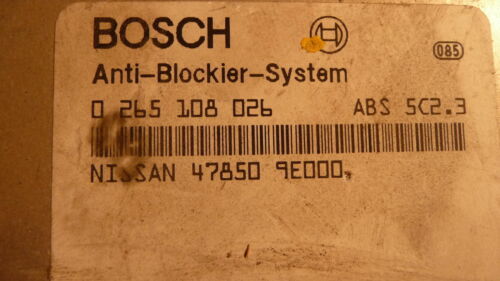 BOSCH
085
Anti-Blockier-System
0 265 108 026 ABS 5C2.3
NISSAN 47850 9E000